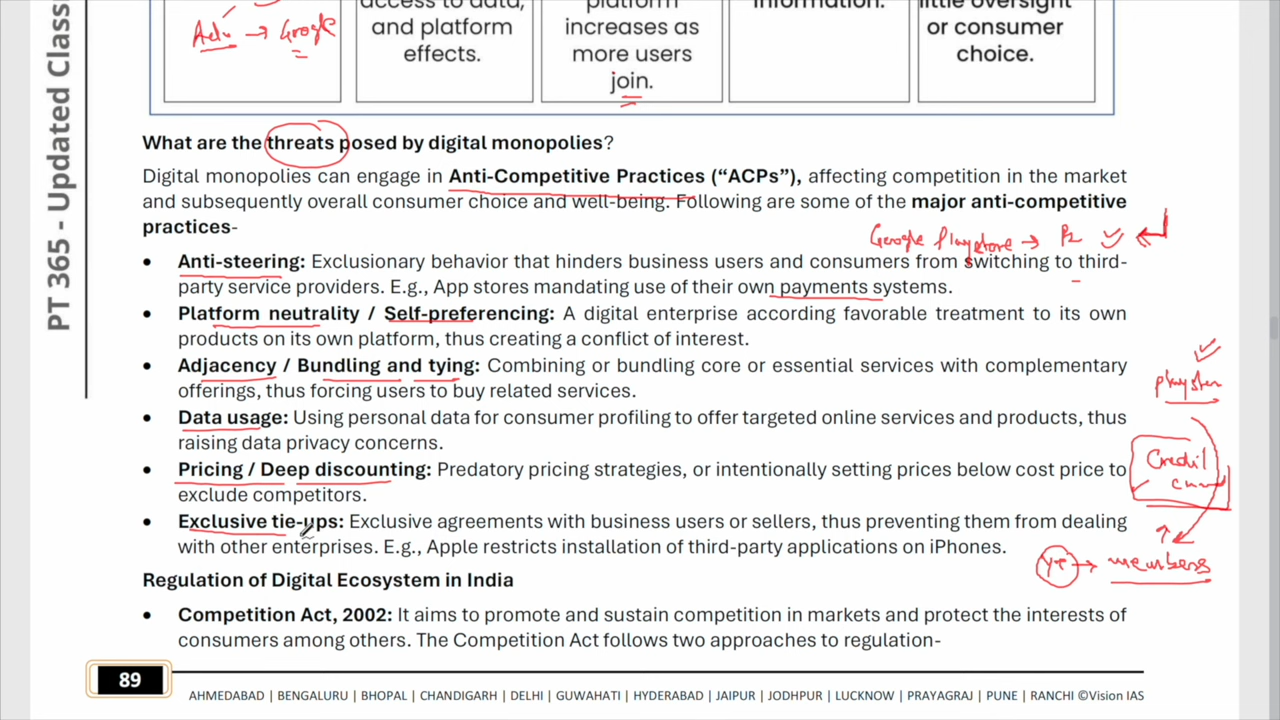 PT 365 - Updated Class
access to data,
and platform
effects.
platform
increases as
more users
join.
information.
little oversight
or consumer
choice.
→ Google
What are the threats posed by digital monopolies?
Digital monopolies can engage in Anti-Competitive Practices (“ACPs”), affecting competition in the market
and subsequently overall consumer choice and well-being. Following are some of the major anti-competitive
practices-
Google Playstore →
• Anti-steering: Exclusionary behavior that hinders business users and consumers from switching to third-
party service providers. E.g., App stores mandating use of their own payments systems.
• Platform neutrality / Self-preferencing: A digital enterprise according favorable treatment to its own
products on its own platform, thus creating a conflict of interest.
• Adjacency / Bundling and tying: Combining or bundling core or essential services with complementary
offerings, thus forcing users to buy related services.
• Data usage: Using personal data for consumer profiling to offer targeted online services and products, thus
raising data privacy concerns.
• Pricing / Deep discounting: Predatory pricing strategies, or intentionally setting prices below cost price to
exclude competitors.
• Exclusive tie-ups: Exclusive agreements with business users or sellers, thus preventing them from dealing
with other enterprises. E.g., Apple restricts installation of third-party applications on iPhones.
Credit
YT → members
Regulation of Digital Ecosystem in India
• Competition Act, 2002: It aims to promote and sustain competition in markets and protect the interests of
consumers among others. The Competition Act follows two approaches to regulation-
89
AHMEDABAD | BENGALURU | BHOPAL | CHANDIGARH | DELHI | GUWAHATI | HYDERABAD | JAIPUR | JODHPUR | LUCKNOW | PRAYAGRAJ | PUNE | RANCHI ©Vision IAS